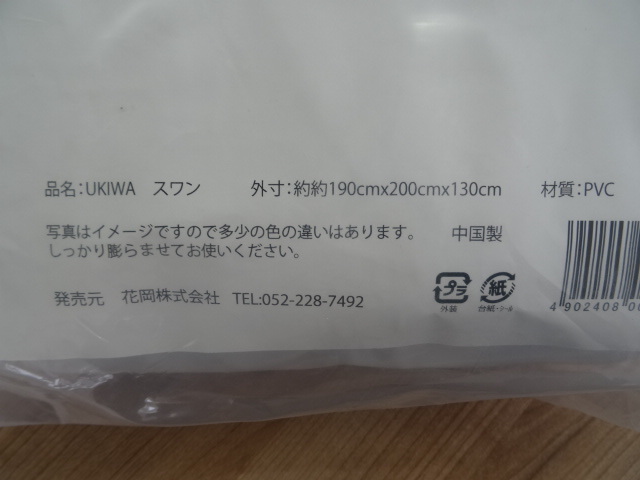 品名：UKIWA　スワン　外寸：約約190cmx200cmx130cm　材質：PVC
写真はイメージですので多少の色の違いはあります。　中国製
しっかり膨らませてお使いください。
発売元　花岡株式会社　TEL:052-228-7492
プラ
外装
紙
台紙・シール
4 902408 0